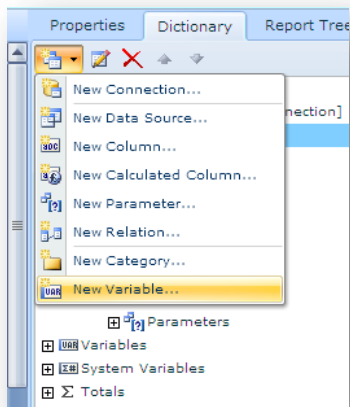 Properties Dictionary Report Tree
New Connection...
nection]
New Data Source...
New Column...
New Calculated Column...
New Parameter...
New Relation...
New Category...
New Variable...
Parameters
Variables
System Variables
Totals